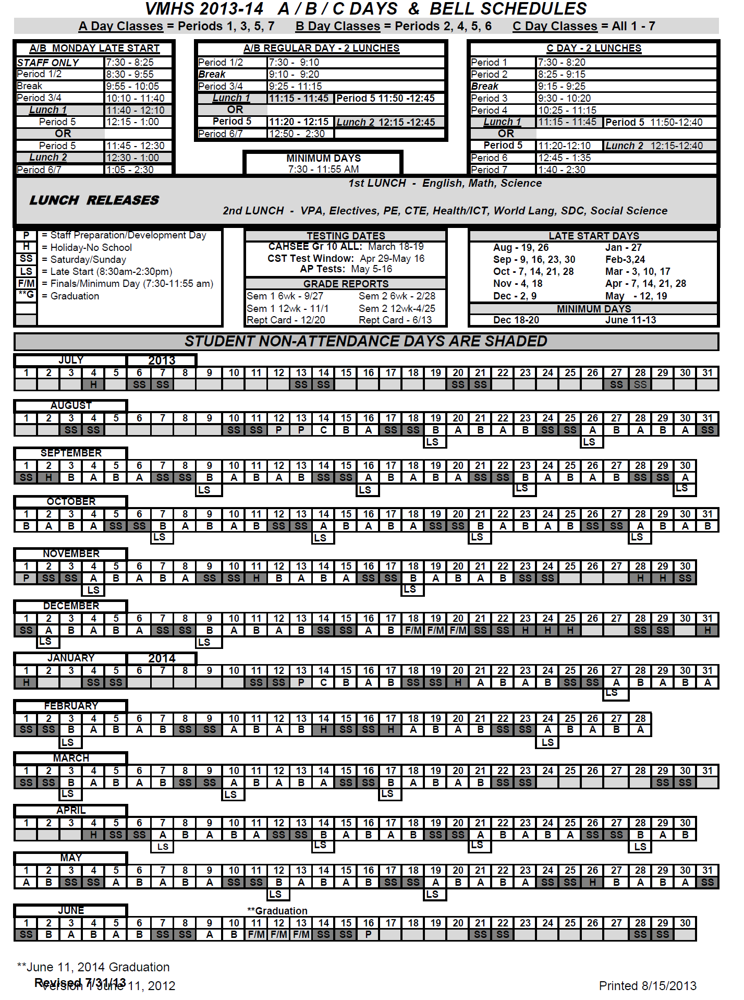 VMHS 2013-14 A / B / C DAYS & BELL SCHEDULES
A Day Classes = Periods 1, 3, 5, 7 B Day Classes = Periods 2, 4, 5, 6 C Day Classes = All 1 - 7
A/B MONDAY LATE START
STAFF ONLY 7:30 - 8:25
Period 1/2 8:30 - 9:55
Break 9:55 - 10:05
Period 3/4 10:10 - 11:40
Lunch 1 11:40 - 12:10
Period 5 12:15 - 1:00
OR
Period 5 11:45 - 12:30
Lunch 2 12:30 - 1:00
Period 6/7 1:05 - 2:30
A/B REGULAR DAY - 2 LUNCHES
Period 1/2 7:30 - 9:10
Break 9:10 - 9:20
Period 3/4 9:25 - 11:15
Lunch 1 11:15 - 11:45 Period 5 11:50 -12:45
OR
Period 5 11:20 - 12:15 Lunch 2 12:15 -12:45
Period 6/7 12:50 - 2:30
MINIMUM DAYS
7:30 - 11:55 AM
C DAY - 2 LUNCHES
Period 1 7:30 - 8:20
Period 2 8:25 - 9:15
Break 9:15 - 9:25
Period 3 9:30 - 10:20
Period 4 10:25 - 11:15
Lunch 1 11:15 - 11:45 Period 5 11:50-12:40
OR
Period 5 11:20-12:10 Lunch 2 12:15-12:40
Period 6 12:45 - 1:35
Period 7 1:40 - 2:30
LUNCH RELEASES
1st LUNCH - English, Math, Science
2nd LUNCH - VPA, Electives, PE, CTE, Health/ICT, World Lang, SDC, Social Science
P = Staff Preparation/Development Day
H = Holiday-No School
SS = Saturday/Sunday
LS = Late Start (8:30am-2:30pm)
F/M = Finals/Minimum Day (7:30-11:55 am)
**G = Graduation
TESTING DATES
CAHSEE Gr 10 ALL: March 18-19
CST Test Window: Apr 29-May 16
AP Tests: May 5-16
GRADE REPORTS
Sem 1 6wk - 9/27 Sem 2 6wk - 2/28
Sem 1 12wk - 11/1 Sem 2 12wk-4/25
Rept Card - 12/20 Rept Card - 6/13
LATE START DAYS
Aug - 19, 26 Jan - 27
Sep - 9, 16, 23, 30 Feb-3,24
Oct - 7, 14, 21, 28 Mar - 3, 10, 17
Nov - 4, 18 Apr - 7, 14, 21, 28
Dec - 2, 9 May - 12, 19
MINIMUM DAYS
Dec 18-20 June 11-13
STUDENT NON-ATTENDANCE DAYS ARE SHADED
JULY 2013
1 2 3 4 5 6 7 8 9 10 11 12 13 14 15 16 17 18 19 20 21 22 23 24 25 26 27 28 29 30 31
H SS SS SS SS SS SS SS SS
AUGUST
1 2 3 4 5 6 7 8 9 10 11 12 13 14 15 16 17 18 19 20 21 22 23 24 25 26 27 28 29 30 31
SS SS SS SS P P C B A SS SS B A B A B SS SS A B A B A SS
LS LS
SEPTEMBER
1 2 3 4 5 6 7 8 9 10 11 12 13 14 15 16 17 18 19 20 21 22 23 24 25 26 27 28 29 30
SS H B A B A SS SS B A B A B SS SS A B A B A SS SS B A B A B SS SS A
LS LS LS LS
OCTOBER
1 2 3 4 5 6 7 8 9 10 11 12 13 14 15 16 17 18 19 20 21 22 23 24 25 26 27 28 29 30 31
B A B A SS SS B A B A B SS SS A B A B A SS SS B A B A B SS SS A B A B
LS LS LS LS
NOVEMBER
1 2 3 4 5 6 7 8 9 10 11 12 13 14 15 16 17 18 19 20 21 22 23 24 25 26 27 28 29 30
P SS SS A B A B A SS SS H B A B A SS SS B A B A B SS SS H H SS
LS LS
DECEMBER
1 2 3 4 5 6 7 8 9 10 11 12 13 14 15 16 17 18 19 20 21 22 23 24 25 26 27 28 29 30 31
SS A B A B A SS SS B A B A B SS SS A B F/M F/M F/M SS SS H H H SS SS H
LS LS
JANUARY 2014
1 2 3 4 5 6 7 8 9 10 11 12 13 14 15 16 17 18 19 20 21 22 23 24 25 26 27 28 29 30 31
H SS SS SS SS P C B A B SS SS H A B A B SS SS A B A B A
LS
FEBRUARY
1 2 3 4 5 6 7 8 9 10 11 12 13 14 15 16 17 18 19 20 21 22 23 24 25 26 27 28
SS SS B A B A B SS SS A B A B H SS SS H A B A B SS SS A B A B A
LS LS
MARCH
1 2 3 4 5 6 7 8 9 10 11 12 13 14 15 16 17 18 19 20 21 22 23 24 25 26 27 28 29 30 31
SS SS B A B A B SS SS A B A B A SS SS B A B A B SS SS SS SS
LS LS LS
APRIL
1 2 3 4 5 6 7 8 9 10 11 12 13 14 15 16 17 18 19 20 21 22 23 24 25 26 27 28 29 30
H SS SS A B A B A SS SS B A B A B SS SS A B A B A SS SS B A B
LS LS LS LS
MAY
1 2 3 4 5 6 7 8 9 10 11 12 13 14 15 16 17 18 19 20 21 22 23 24 25 26 27 28 29 30 31
A B SS SS A B A B A SS SS B A B A B SS SS A B A B A SS SS H B A B A SS
LS LS
JUNE **Graduation
1 2 3 4 5 6 7 8 9 10 11 12 13 14 15 16 17 18 19 20 21 22 23 24 25 26 27 28 29 30
SS B A B A B SS SS A B F/M F/M F/M SS SS P SS SS SS SS
**June 11, 2014 Graduation
Revised 7/31/13
Version 1 June 11, 2012
Printed 8/15/2013